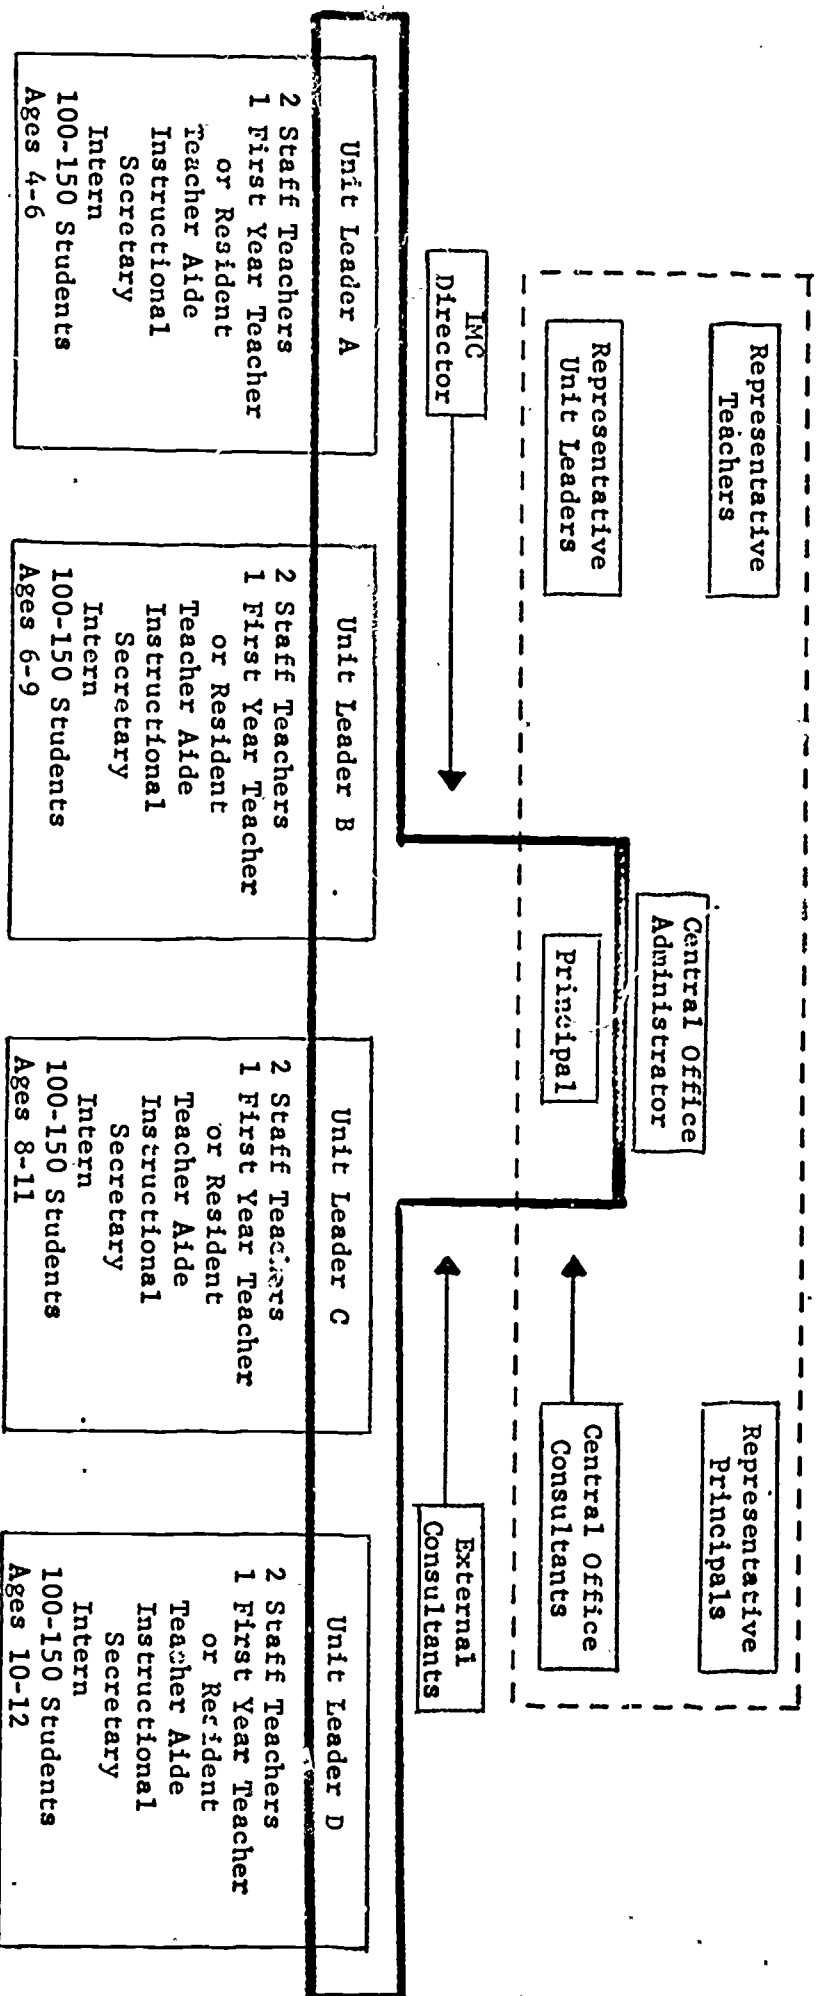 Central Office
Administrator
Representative
Teachers
Representative
Principals
Representative
Unit Leaders
Principal
Central Office
Consultants
IMC
Director
External
Consultants
Unit Leader A
2 Staff Teachers
1 First Year Teacher
or Resident
Teacher Aide
Instructional
Secretary
Intern
100-150 Students
Ages 4-6
Unit Leader B
2 Staff Teachers
1 First Year Teacher
or Resident
Teacher Aide
Instructional
Secretary
Intern
100-150 Students
Ages 6-9
Unit Leader C
2 Staff Teachers
1 First Year Teacher
or Resident
Teacher Aide
Instructional
Secretary
Intern
100-150 Students
Ages 8-11
Unit Leader D
2 Staff Teachers
1 First Year Teacher
or Resident
Teacher Aide
Instructional
Secretary
Intern
100-150 Students
Ages 10-12